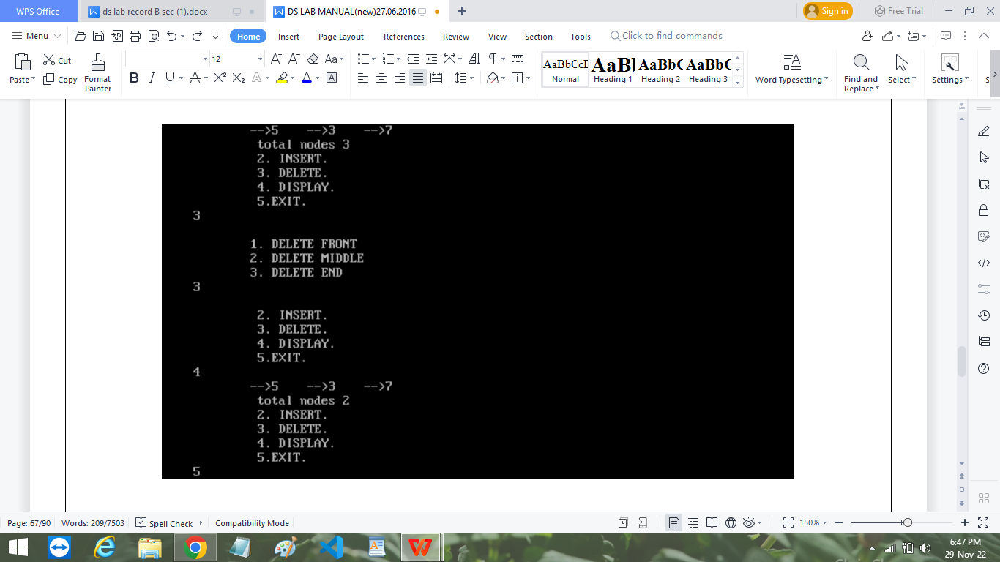 WPS Office
ds lab record B sec (1).docx
DS LAB MANUAL(new)27.06.2016
Sign in
Free Trial
Menu
Home
Insert
Page Layout
References
Review
View
Section
Tools
Click to find commands
Paste
Cut
Copy
Format Painter
12
AaBbCcD
Normal
AaBl
Heading 1
AaBbC
Heading 2
AaBbC
Heading 3
Word Typesetting
Find and Replace
Select
Settings
-->5 -->3 -->7
total nodes 3
2. INSERT.
3. DELETE.
4. DISPLAY.
5.EXIT.
3
1. DELETE FRONT
2. DELETE MIDDLE
3. DELETE END
3
2. INSERT.
3. DELETE.
4. DISPLAY.
5.EXIT.
4
-->5 -->3 -->7
total nodes 2
2. INSERT.
3. DELETE.
4. DISPLAY.
5.EXIT.
5
Page: 67/90
Words: 209/7503
Spell Check
Compatibility Mode
150%
6:47 PM
29-Nov-22